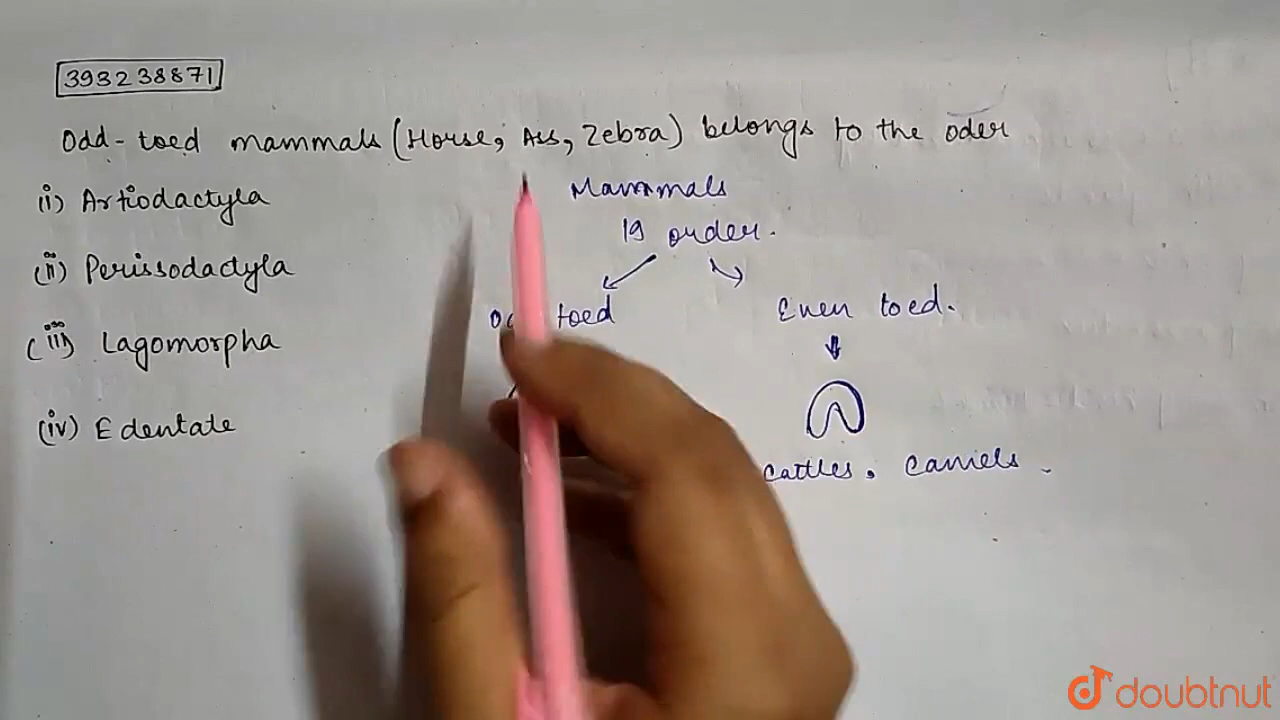 393238871
Odd-toed mammals (Horse, Ass, Zebra) belongs to the oder
ii) Artiodactyla
(ii) Perissodactyla
(iii) Lagomorpha
(iv) Edentate
Mammals
19 order.
toed
Even toed.
cattles, camels.
doubtnut